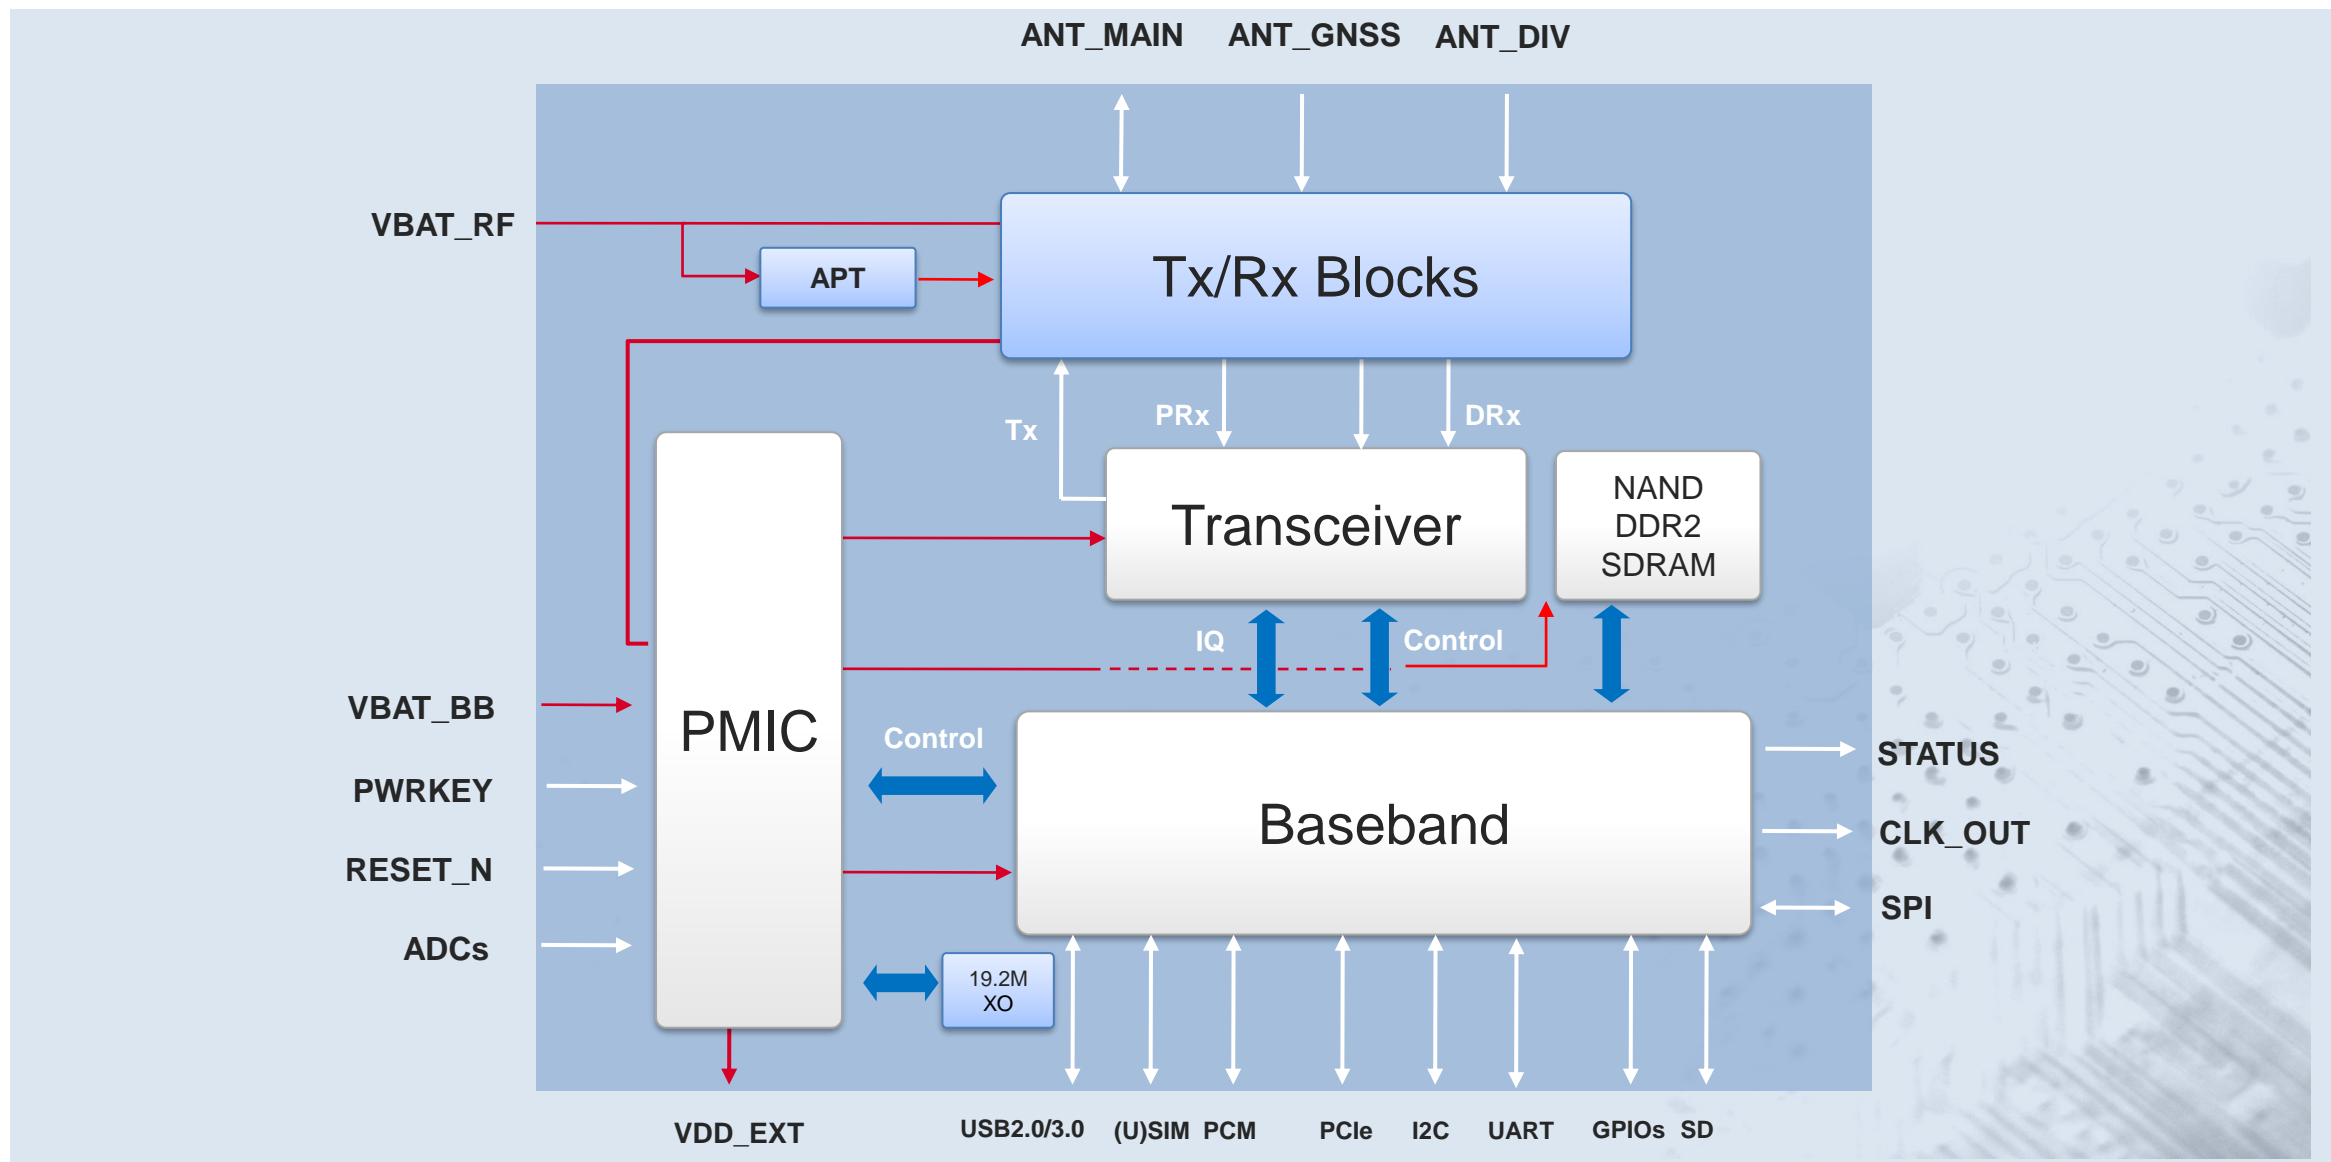 ANT_MAIN ANT_GNSS ANT_DIV
VBAT_RF
APT
Tx/Rx Blocks
Tx
PRx
DRx
Transceiver
NAND
DDR2
SDRAM
IQ
Control
VBAT_BB
PWRKEY
RESET_N
ADCs
PMIC
Control
Baseband
STATUS
CLK_OUT
SPI
19.2M
XO
VDD_EXT
USB2.0/3.0
(U)SIM
PCM
PCIe
I2C
UART
GPIOs
SD